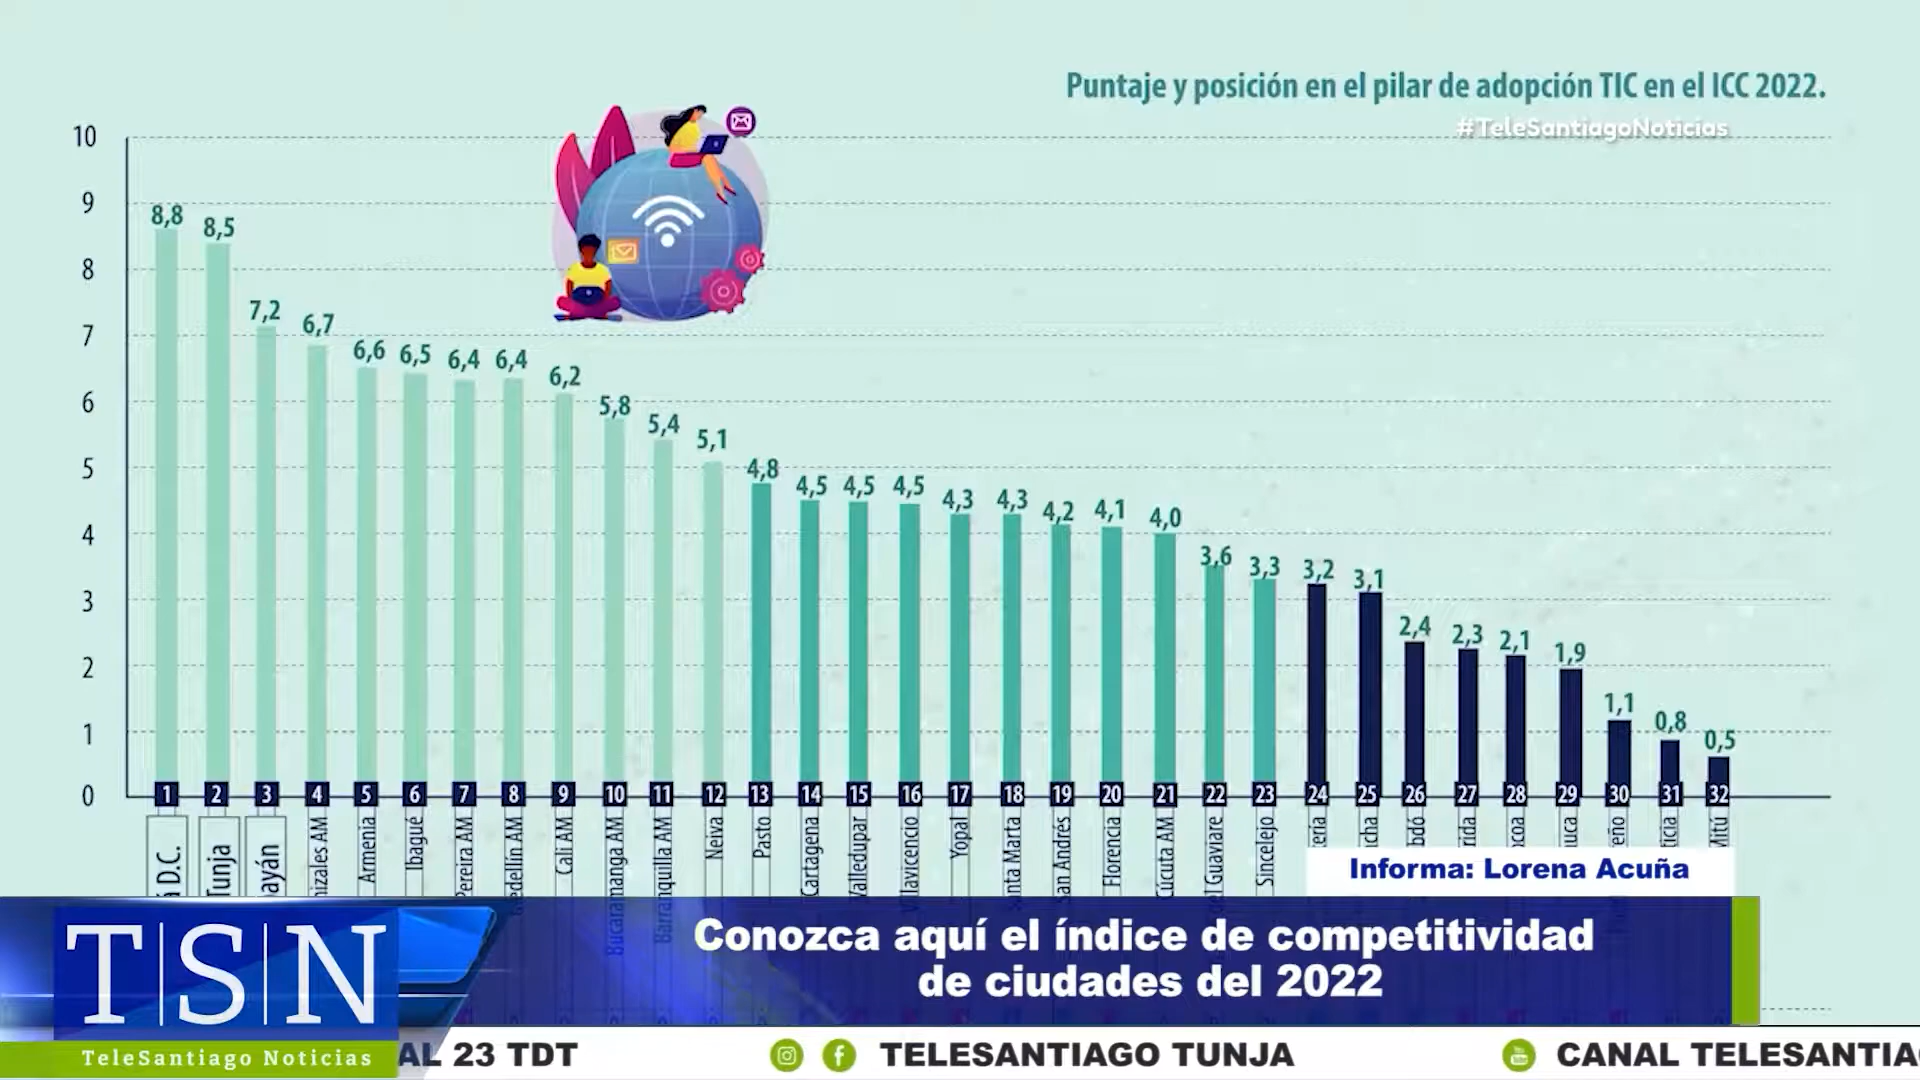 Puntaje y posición en el pilar de adopción TIC en el ICC 2022.
#TeleSantiagoNoticias
10
9
8
7
6
5
4
3
2
1
0
8,8
8,5
7,2
6,7
6,6
6,5
6,4
6,4
6,2
5,8
5,4
5,1
4,8
4,5
4,5
4,5
4,3
4,3
4,2
4,1
4,0
3,6
3,3
3,2
3,1
2,4
2,3
2,1
1,9
1,1
0,8
0,5
1 2 3 4 5 6 7 8 9 10 11 12 13 14 15 16 17 18 19 20 21 22 23 24 25 26 27 28 29 30 31 32
D.C.
Tunja
AM
Armenia
Ibagué
Pereira AM
AM
Cali AM
Bucaramanga AM
Barranquilla AM
Neiva
Pasto
Cartagena
Valledupar
Yopal
Marta
Andrés
Florencia
Cúcuta AM
Guaviare
Sincelejo
Mitú
Informa: Lorena Acuña
Conozca aquí el índice de competitividad
de ciudades del 2022
TSN
TeleSantiago Noticias
AL 23 TDT
TELESANTIAGO TUNJA
CANAL TELESANTIA